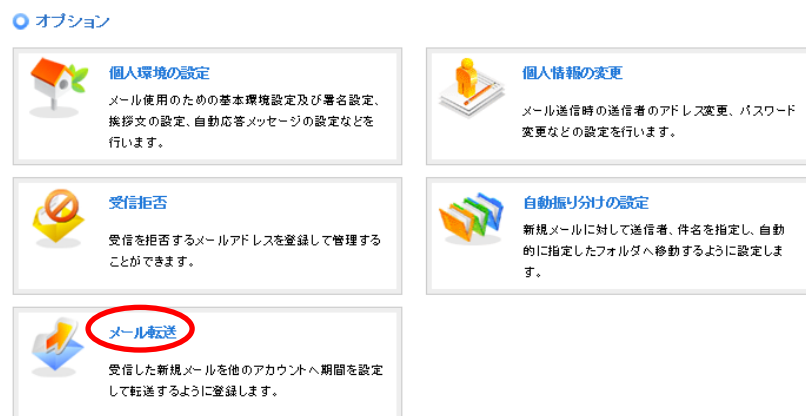 オプション
個人環境の設定
メール使用のための基本環境設定及び署名設定、
挨拶文の設定、自動応答メッセージの設定などを
行います。
個人情報の変更
メール送信時の送信者のアドレス変更、パスワード
変更などの設定を行います。
受信拒否
受信を拒否するメールアドレスを登録して管理する
ことができます。
自動振り分けの設定
新規メールに対して送信者、件名を指定し、自動
的に指定したフォルダへ移動するように設定しま
す。
メール転送
受信した新規メールを他のアカウントへ期間を設定
して転送するように登録します。